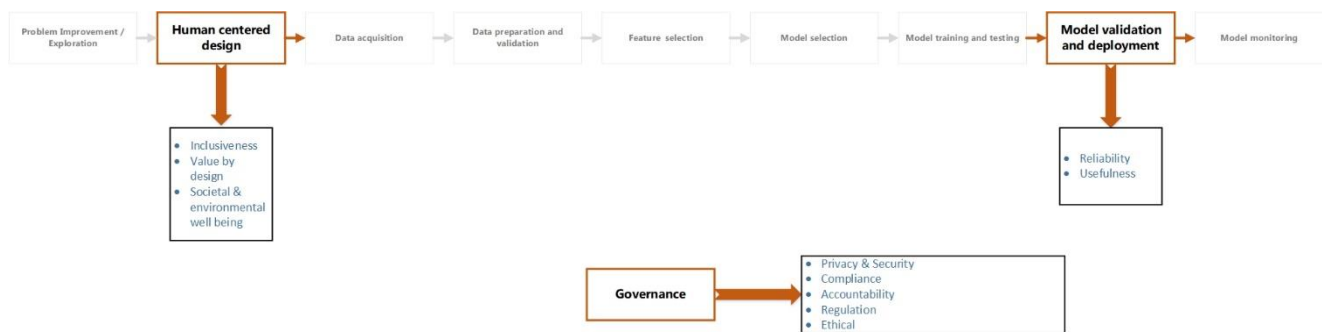 Problem Improvement /
Exploration
Human centered
design
Data acquisition
Data preparation and
validation
Feature selection
Model selection
Model training and testing
Model validation
and deployment
Model monitoring
• Inclusiveness
• Value by
design
• Societal &
environmental
well being
• Reliability
• Usefulness
Governance
• Privacy & Security
• Compliance
• Accountability
• Regulation
• Ethical